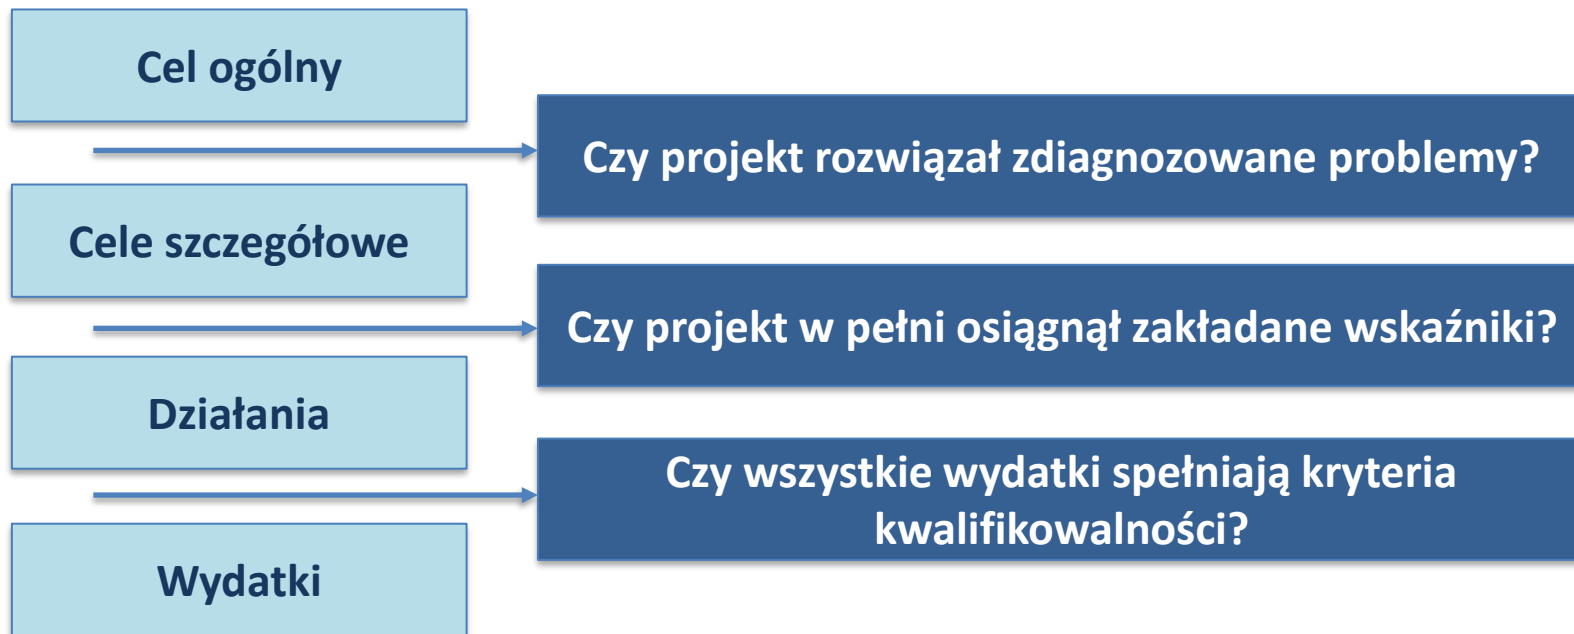 Cel ogólny
Czy projekt rozwiązał zdiagnozowane problemy?
Cele szczegółowe
Czy projekt w pełni osiągnął zakładane wskaźniki?
Działania
Czy wszystkie wydatki spełniają kryteria
kwalifikowalności?
Wydatki